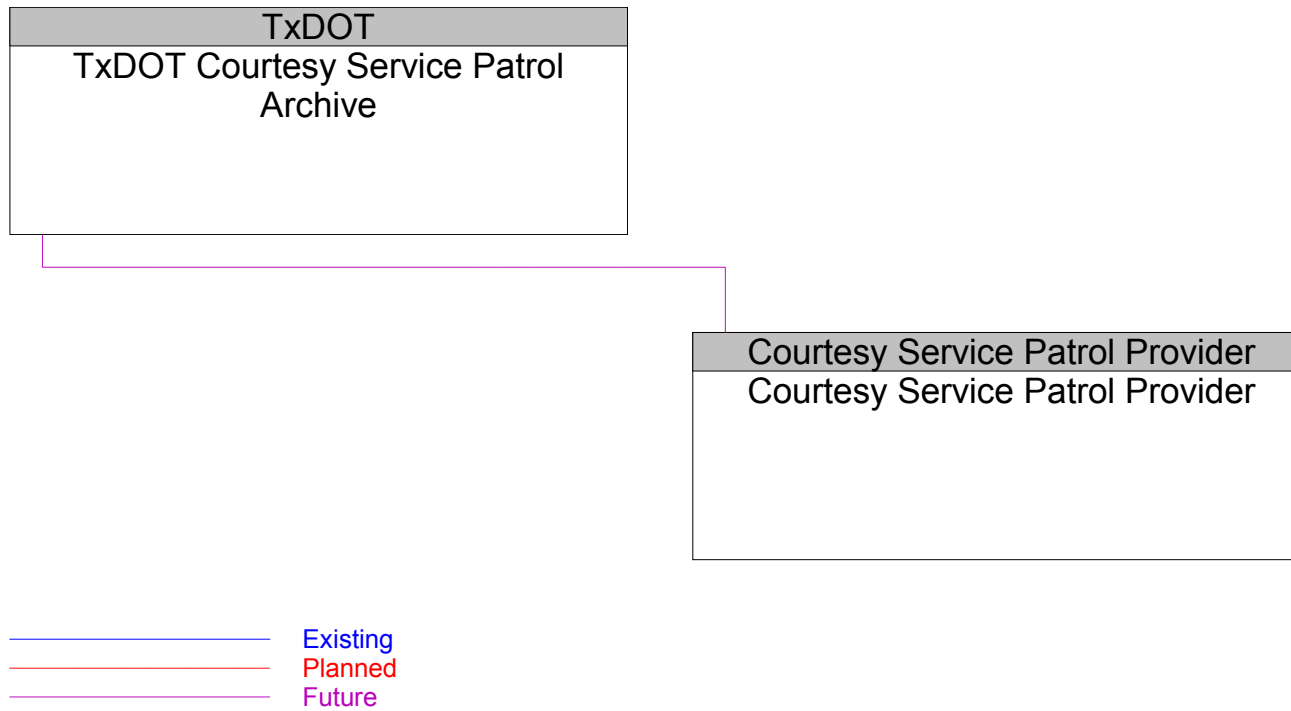 TxDOT
TxDOT Courtesy Service Patrol
Archive
Courtesy Service Patrol Provider
Courtesy Service Patrol Provider
Existing
Planned
Future